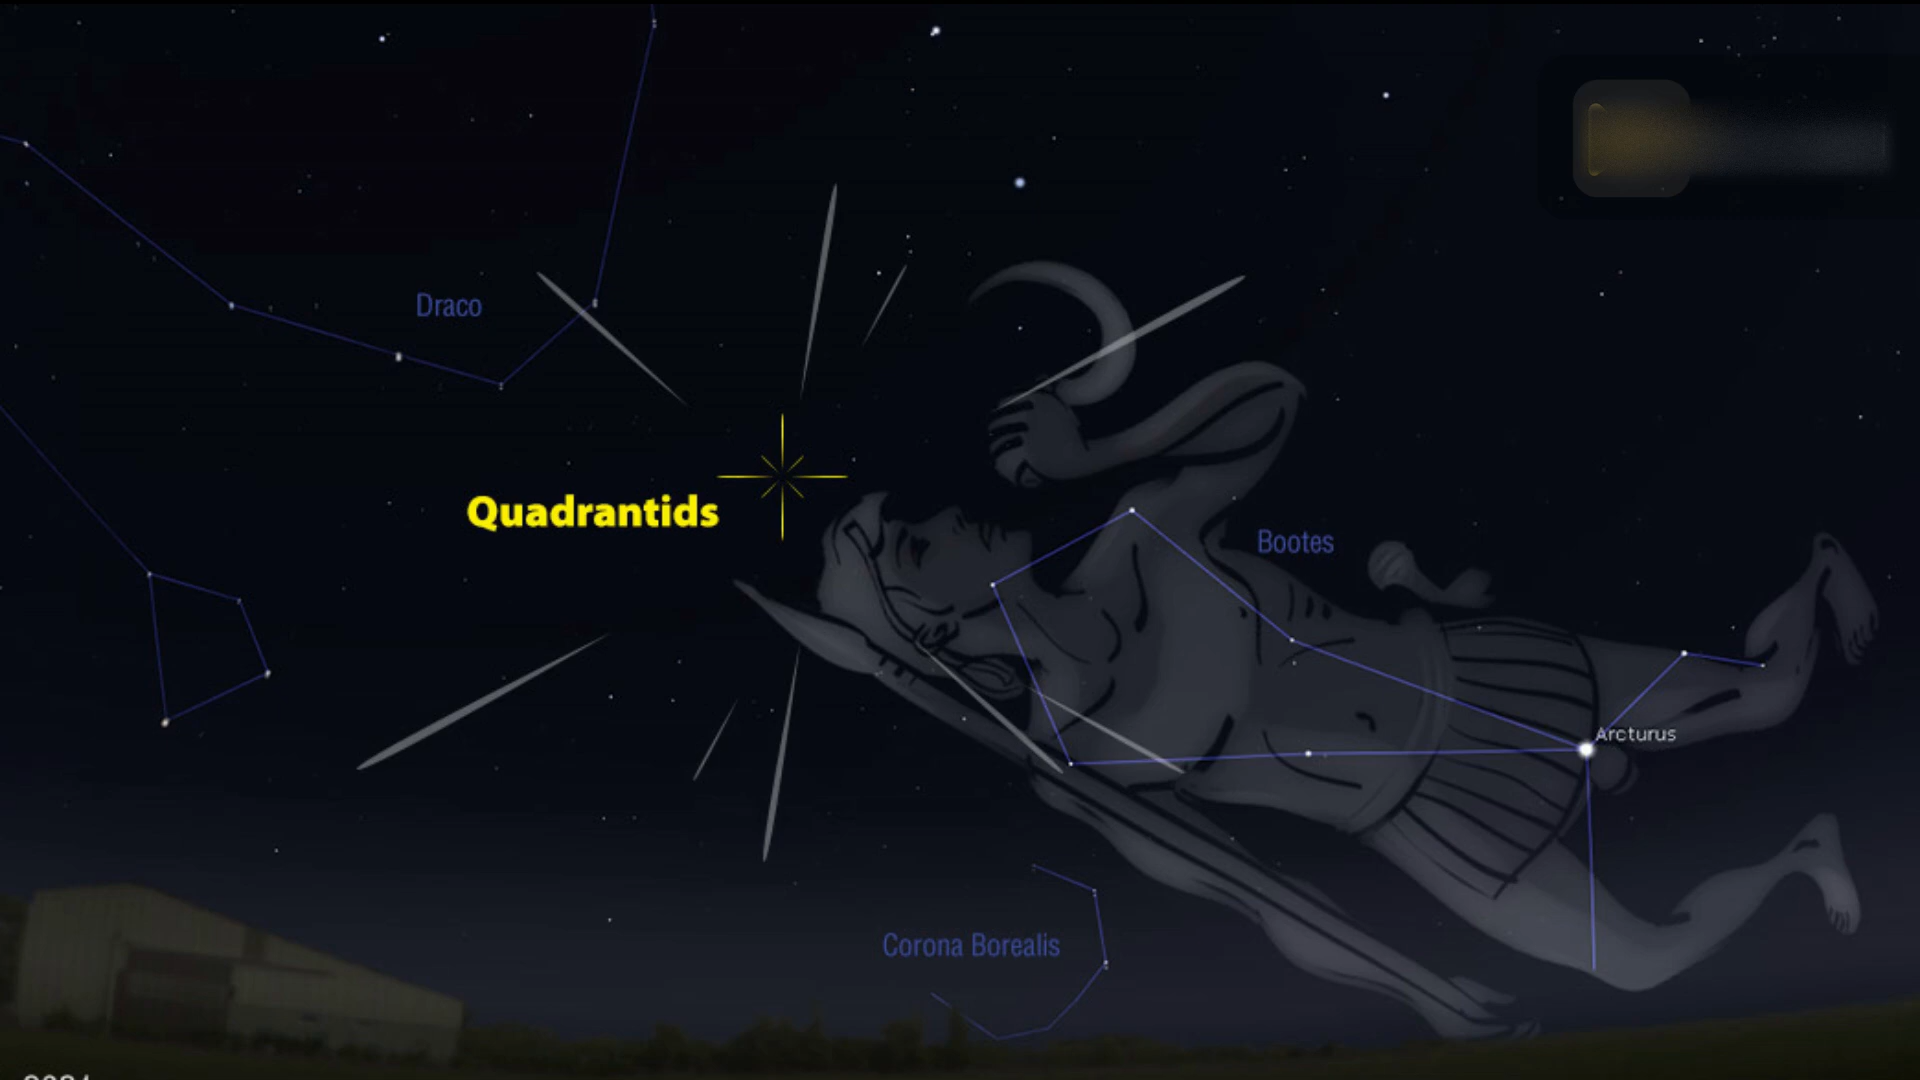 Draco
Quadrantids
Bootes
Arcturus
Corona Borealis